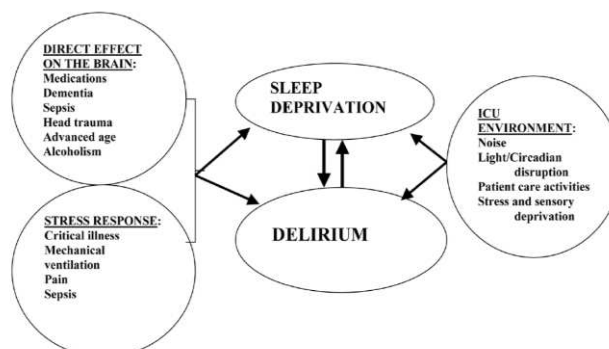 DIRECT EFFECT
ON THE BRAIN:
Medications
Dementia
Sepsis
Head trauma
Advanced age
Alcoholism
STRESS RESPONSE:
Critical illness
Mechanical
ventilation
Pain
Sepsis
SLEEP
DEPRIVATION
DELIRIUM
ICU
ENVIRONMENT:
Noise
Light/Circadian
disruption
Patient care activities
Stress and sensory
deprivation